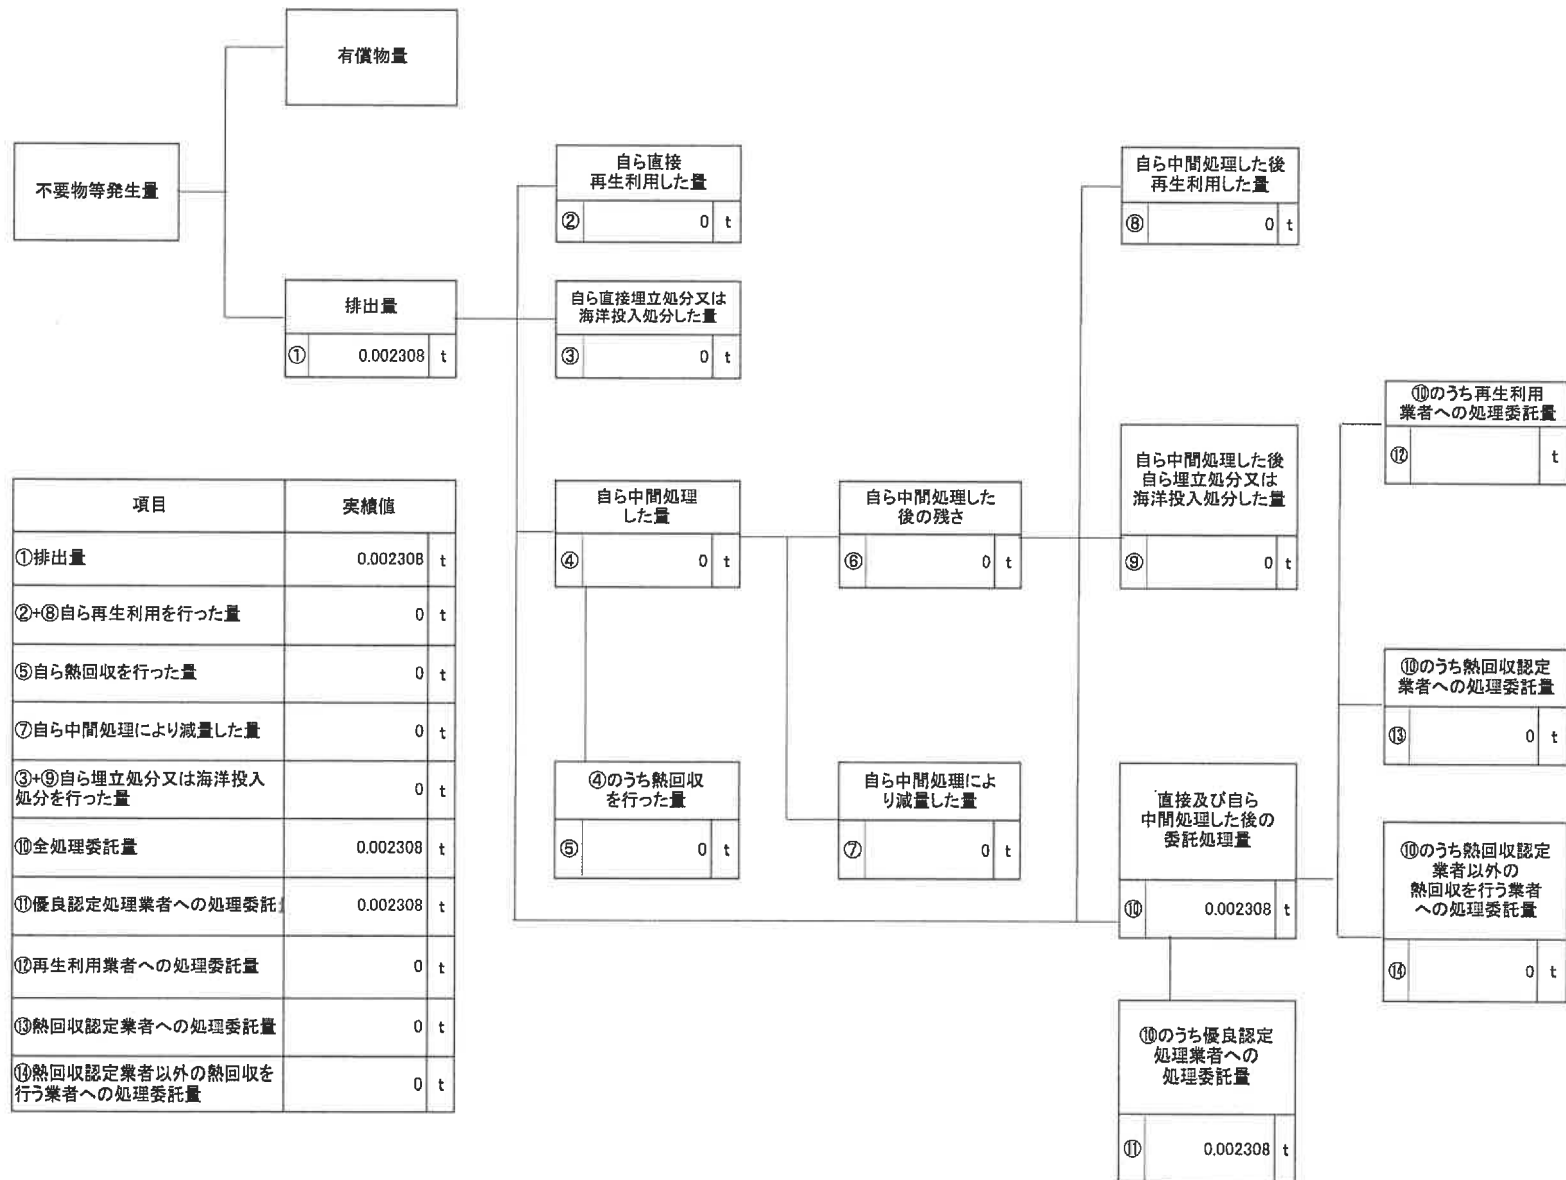 有償物量
不要物等発生量
排出量
① 0.002308 t
自ら直接
再生利用した量
② 0 t
自ら直接埋立処分又は
海洋投入処分した量
③ 0 t
自ら中間処理
した量
④ 0 t
④のうち熱回収
を行った量
⑤ 0 t
自ら中間処理した
後の残さ
⑥ 0 t
自ら中間処理によ
り減量した量
⑦ 0 t
自ら中間処理した後
再生利用した量
⑧ 0 t
自ら中間処理した後
自ら埋立処分又は
海洋投入処分した量
⑨ 0 t
直接及び自ら
中間処理した後の
委託処理量
⑩ 0.002308 t
⑩のうち優良認定
処理業者への
処理委託量
⑪ 0.002308 t
⑩のうち再生利用
業者への処理委託量
⑫ t
⑩のうち熱回収認定
業者への処理委託量
⑬ 0 t
⑩のうち熱回収認定
業者以外の
熱回収を行う業者
への処理委託量
⑭ 0 t
項目 実績値
①排出量 0.002308 t
②+⑧自ら再生利用を行った量 0 t
⑤自ら熱回収を行った量 0 t
⑦自ら中間処理により減量した量 0 t
③+⑨自ら埋立処分又は海洋投入
処分を行った量 0 t
⑩全処理委託量 0.002308 t
⑪優良認定処理業者への処理委託 0.002308 t
⑫再生利用業者への処理委託量 0 t
⑬熱回収認定業者への処理委託量 0 t
⑭熱回収認定業者以外の熱回収を
行う業者への処理委託量 0 t